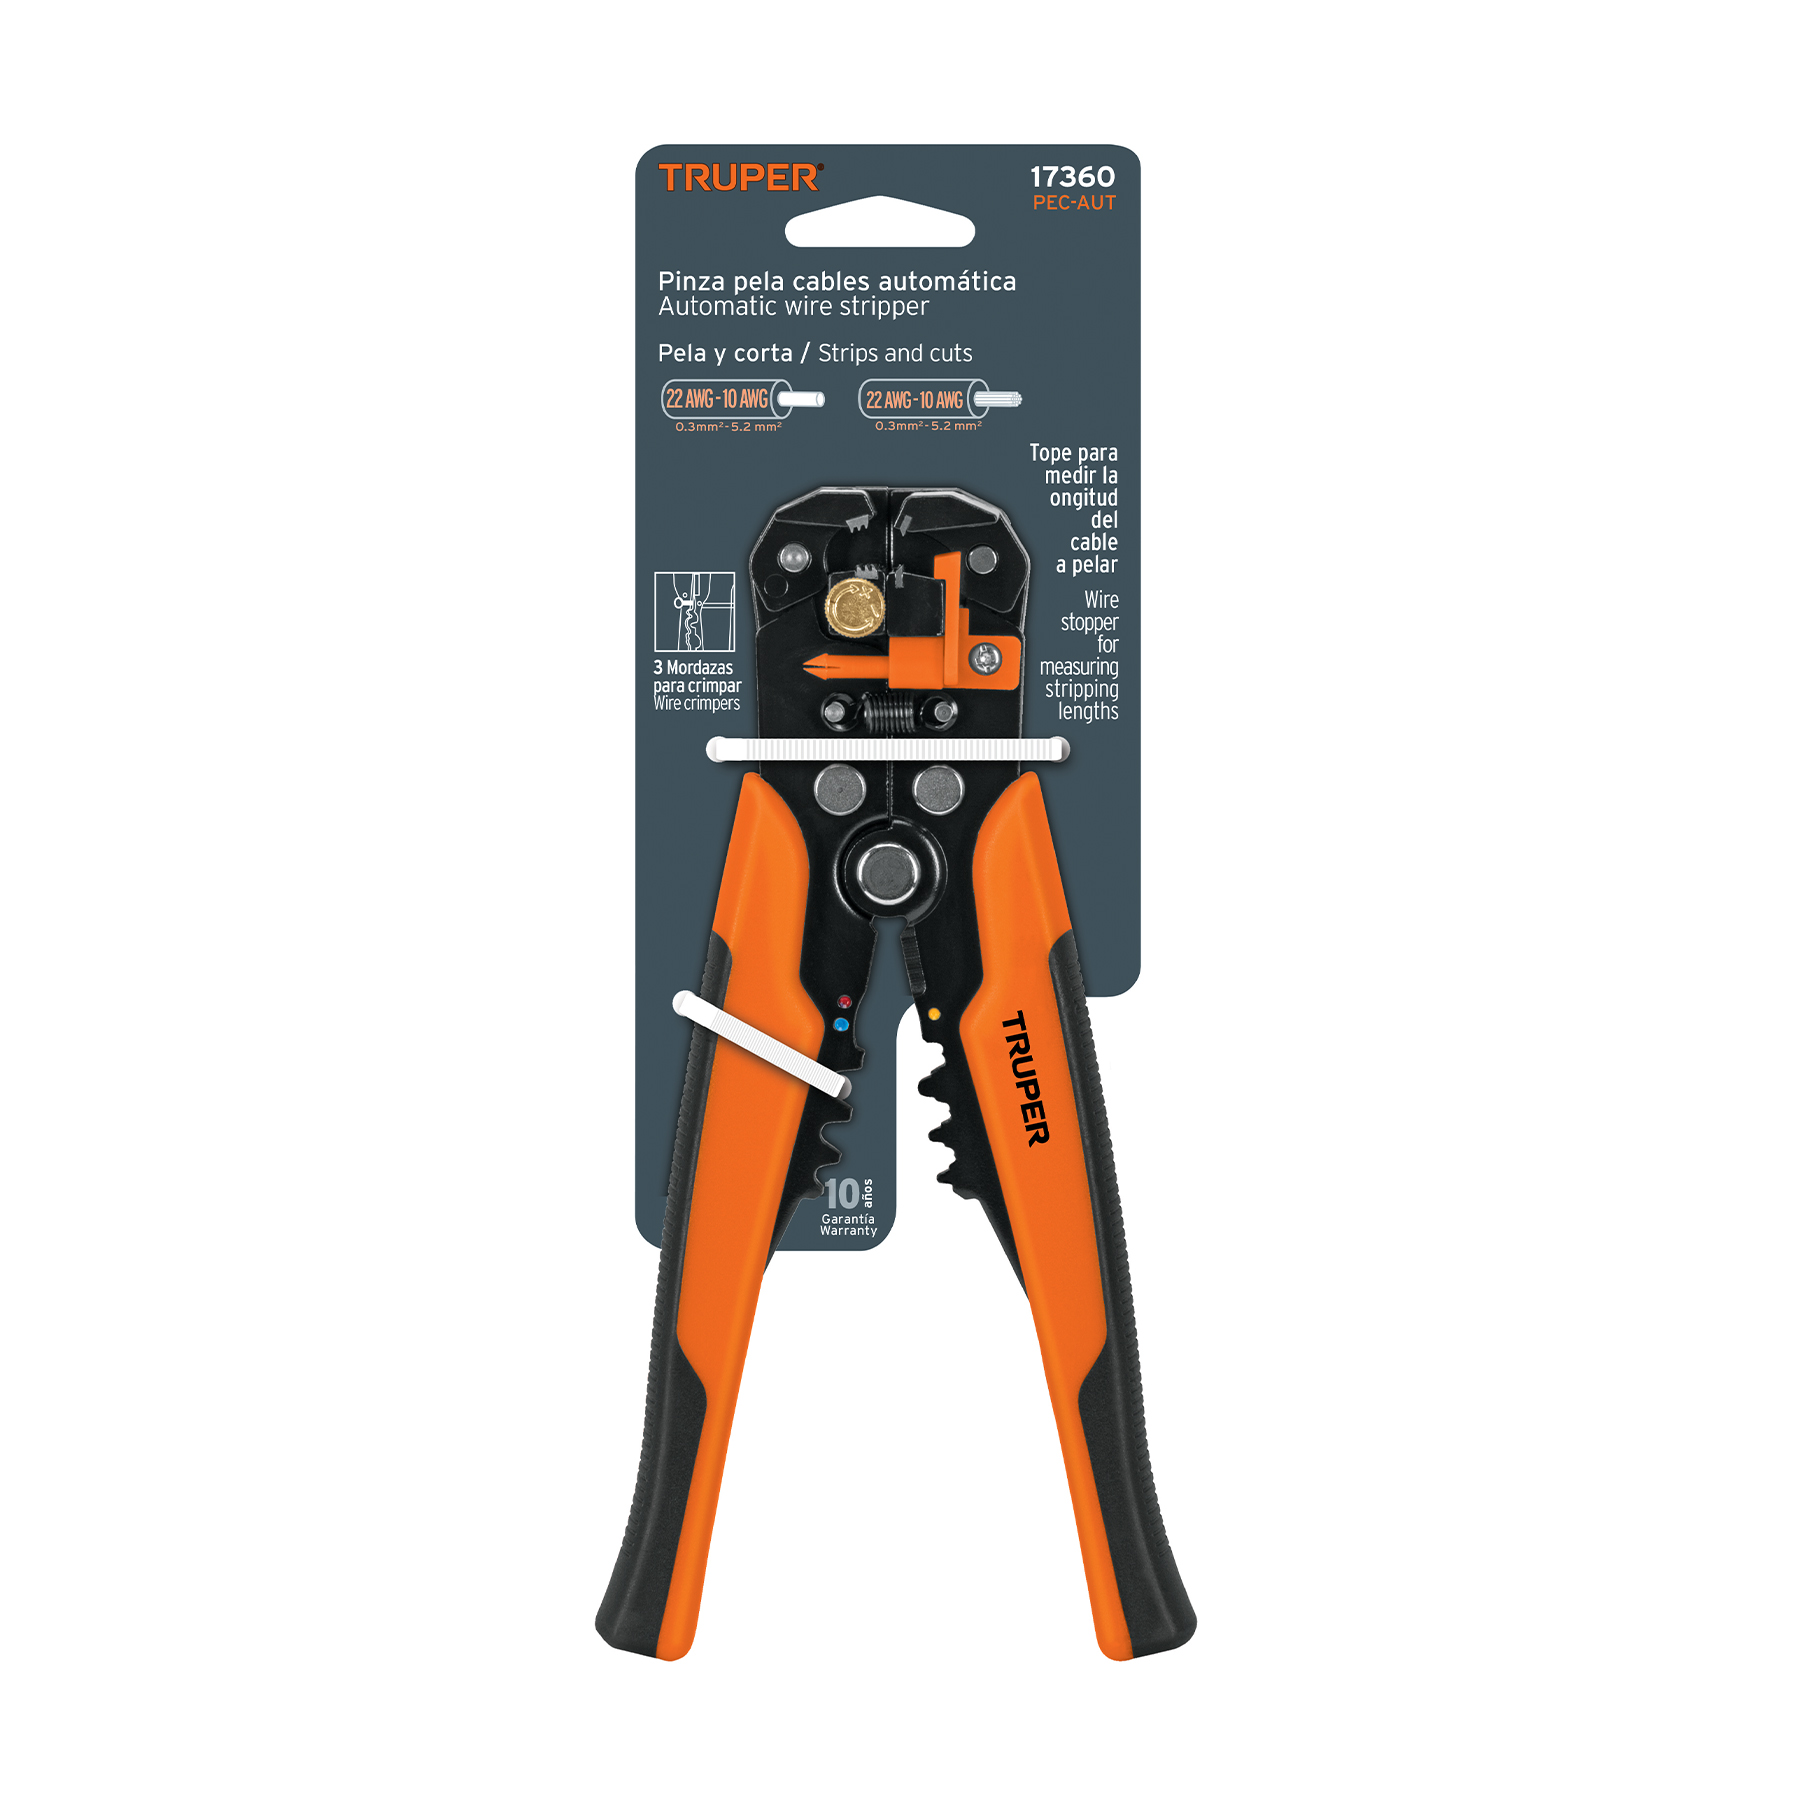 TRUPER®
17360
PEC-AUT
Pinza pela cables automática
Automatic wire stripper
Pela y corta / Strips and cuts
22 AWG - 10 AWG
0.3mm² - 5.2 mm²
22 AWG - 10 AWG
0.3mm² - 5.2 mm²
Tope para
medir la
ongitud
del
cable
a pelar
Wire
stopper
for
measuring
stripping
lengths
3 Mordazas
para crimpar
Wire crimpers
TRUPER
10 años
Garantía
Warranty